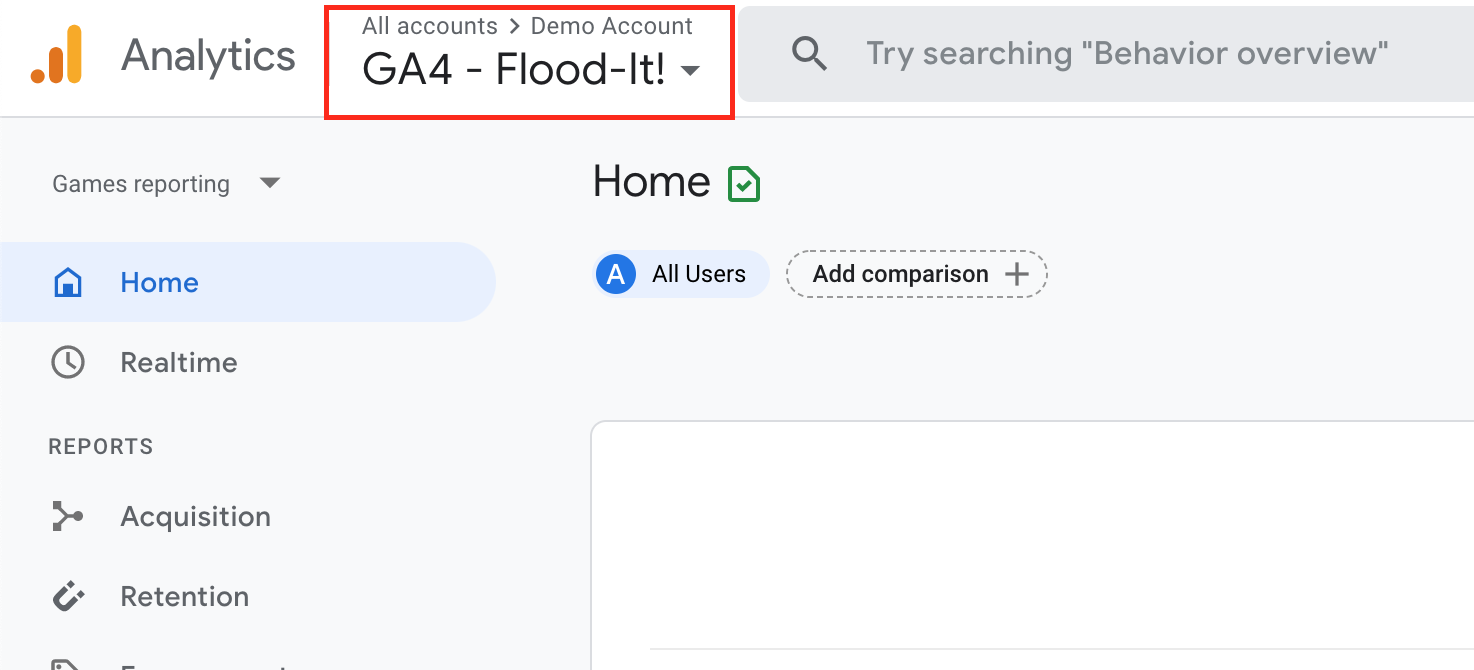 Analytics
All accounts > Demo Account
GA4 - Flood-It!
Try searching "Behavior overview"
Games reporting
Home
A All Users
Add comparison +
Home
Realtime
REPORTS
Acquisition
Retention